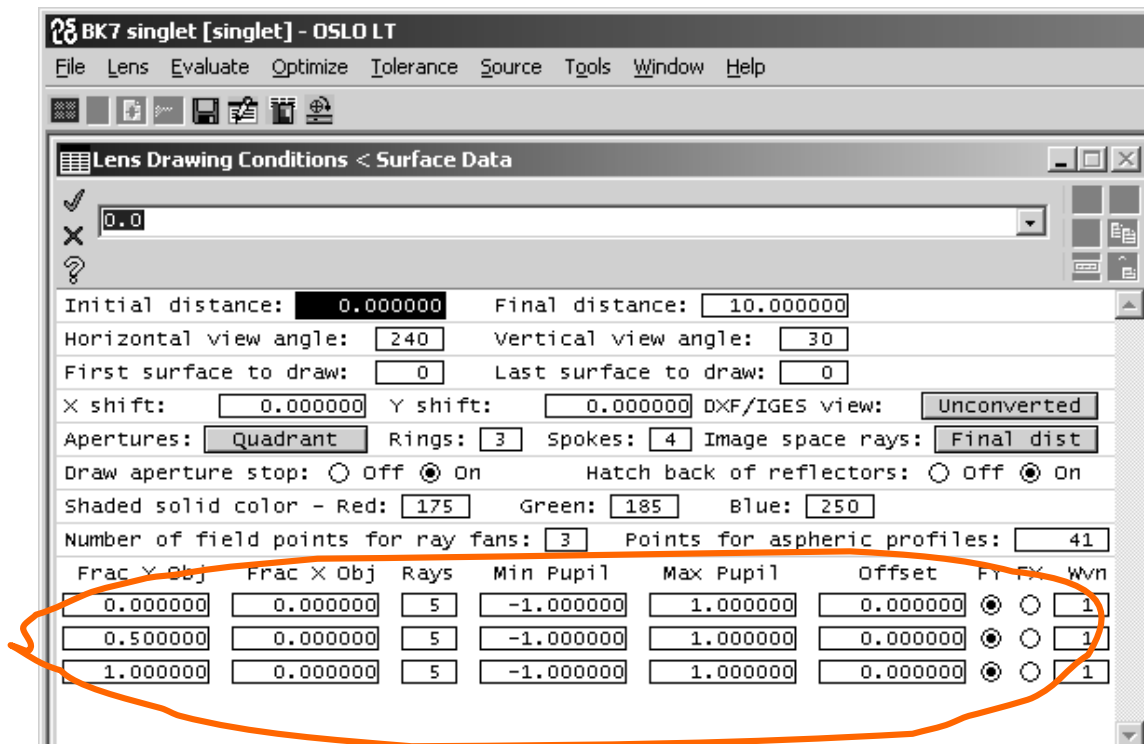 BK7 singlet [singlet] - OSLO LT
File Lens Evaluate Optimize Tolerance Source Tools Window Help
Lens Drawing Conditions < Surface Data
0.0
Initial distance: 0.000000 Final distance: 10.000000
Horizontal view angle: 240 Vertical view angle: 30
First surface to draw: 0 Last surface to draw: 0
X shift: 0.000000 Y shift: 0.000000 DXF/IGES view: Unconverted
Apertures: Quadrant Rings: 3 Spokes: 4 Image space rays: Final dist
Draw aperture stop: Off On Hatch back of reflectors: Off On
Shaded solid color - Red: 175 Green: 185 Blue: 250
Number of field points for ray fans: 3 Points for aspheric profiles: 41
Frac Y Obj Frac X Obj Rays Min Pupil Max Pupil Offset FY FX Wvn
0.000000 0.000000 5 -1.000000 1.000000 0.000000 1
0.500000 0.000000 5 -1.000000 1.000000 0.000000 1
1.000000 0.000000 5 -1.000000 1.000000 0.000000 1